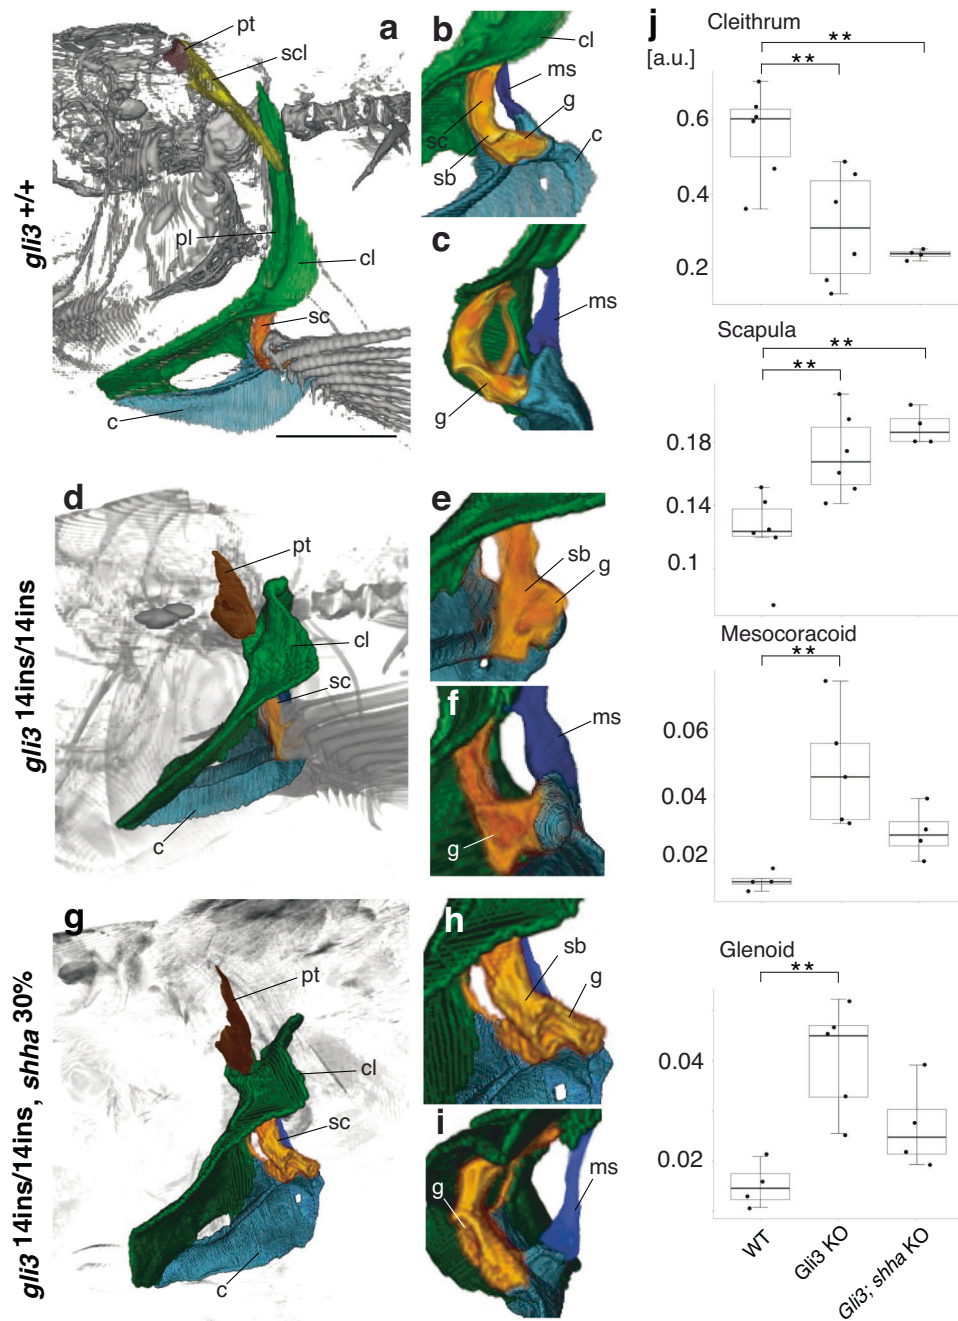 a
pt
scl
pl
cl
sc
c
gli3 +/+
b
cl
ms
g
c
sc
sb
c
ms
g
d
pt
cl
sc
c
gli3 14ins/14ins
e
sb
g
f
ms
g
g
pt
cl
sc
c
gli3 14ins/14ins, shha 30%
h
sb
g
i
g
ms
j
Cleithrum
[a.u.]
**
**
0.6
0.4
0.2
Scapula
**
**
0.18
0.14
0.1
Mesocoracoid
**
0.06
0.04
0.02
Glenoid
**
0.04
0.02
WT
Gli3 KO
Gli3; shha KO